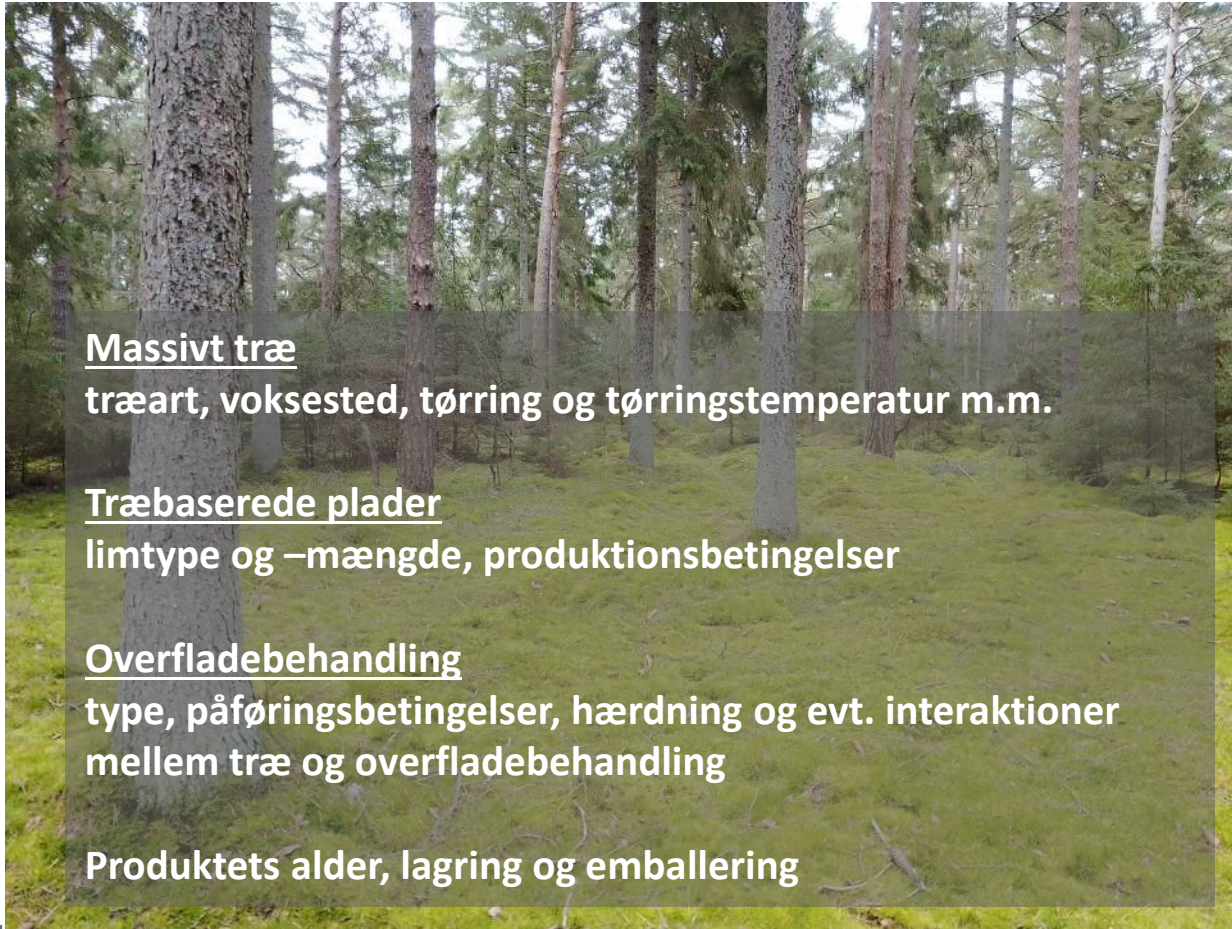 Massivt træ
træart, voksested, tørring og tørringstemperatur m.m.
Træbaserede plader
limtype og –mængde, produktionsbetingelser
Overfladebehandling
type, påføringsbetingelser, hærdning og evt. interaktioner
mellem træ og overfladebehandling
Produktets alder, lagring og emballering